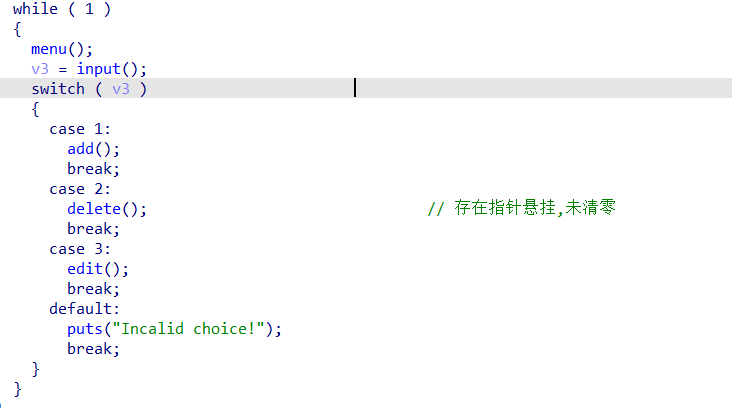 while ( 1 )
{
menu();
v3 = input();
switch ( v3 )
{
case 1:
add();
break;
case 2:
delete(); // 存在指针悬挂,未清零
break;
case 3:
edit();
break;
default:
puts("Incalid choice!");
break;
}
}